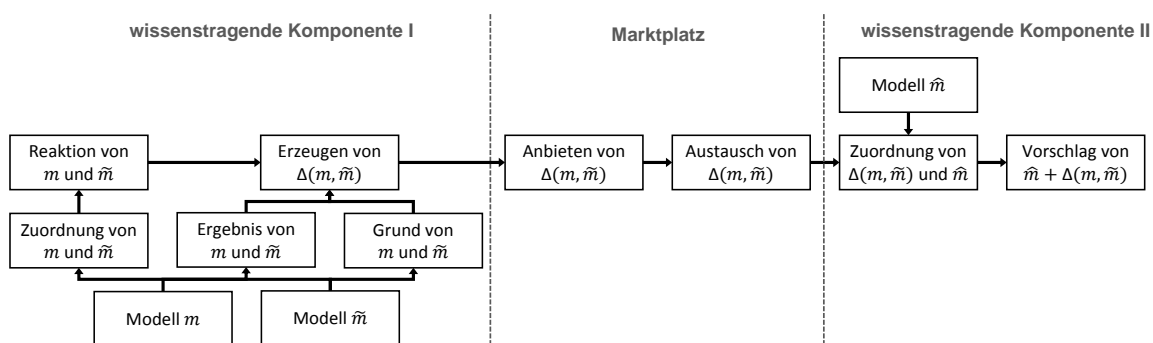 wissenstragende Komponente I
Marktplatz
wissenstragende Komponente II
Modell m̂
Reaktion von
m und m̃
Erzeugen von
Δ(m, m̃)
Anbieten von
Δ(m, m̃)
Austausch von
Δ(m, m̃)
Zuordnung von
Δ(m, m̃) und m̂
Vorschlag von
m̂ + Δ(m, m̃)
Zuordnung von
m und m̃
Ergebnis von
m und m̃
Grund von
m und m̃
Modell m
Modell m̃